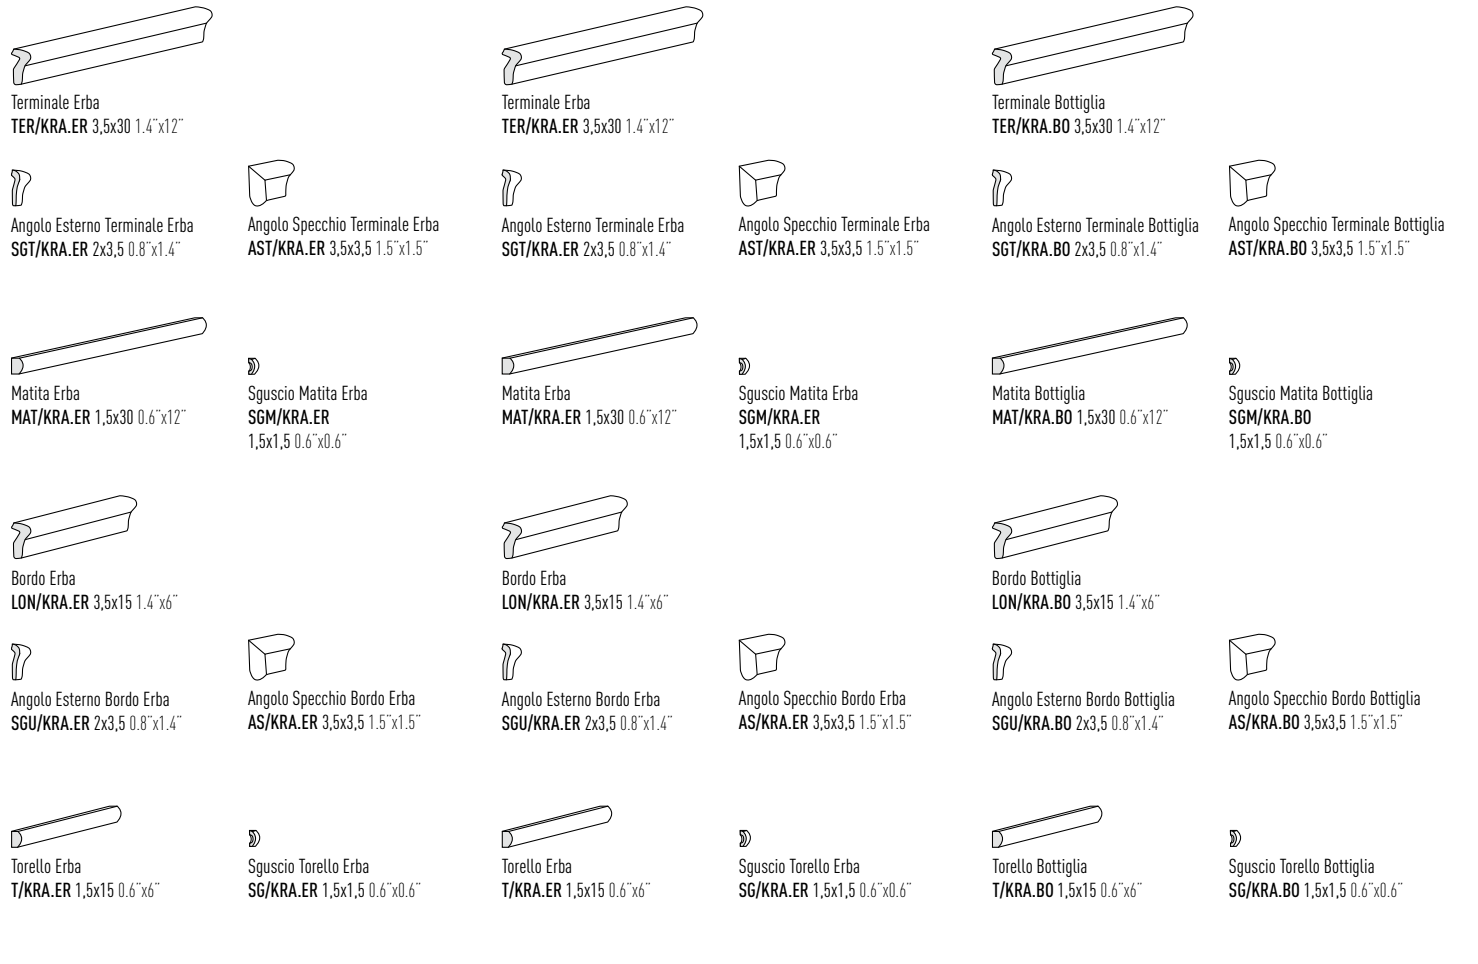 Terminale Erba
TER/KRA.ER 3,5x30 1.4¨x12¨
Terminale Erba
TER/KRA.ER 3,5x30 1.4¨x12¨
Terminale Bottiglia
TER/KRA.BO 3,5x30 1.4¨x12¨
Angolo Esterno Terminale Erba
SGT/KRA.ER 2x3,5 0.8¨x1.4¨
Angolo Specchio Terminale Erba
AST/KRA.ER 3,5x3,5 1.5¨x1.5¨
Angolo Esterno Terminale Erba
SGT/KRA.ER 2x3,5 0.8¨x1.4¨
Angolo Specchio Terminale Erba
AST/KRA.ER 3,5x3,5 1.5¨x1.5¨
Angolo Esterno Terminale Bottiglia
SGT/KRA.BO 2x3,5 0.8¨x1.4¨
Angolo Specchio Terminale Bottiglia
AST/KRA.BO 3,5x3,5 1.5¨x1.5¨
Matita Erba
MAT/KRA.ER 1,5x30 0.6¨x12¨
Sguscio Matita Erba
SGM/KRA.ER
1,5x1,5 0.6¨x0.6¨
Matita Erba
MAT/KRA.ER 1,5x30 0.6¨x12¨
Sguscio Matita Erba
SGM/KRA.ER
1,5x1,5 0.6¨x0.6¨
Matita Bottiglia
MAT/KRA.BO 1,5x30 0.6¨x12¨
Sguscio Matita Bottiglia
SGM/KRA.BO
1,5x1,5 0.6¨x0.6¨
Bordo Erba
LON/KRA.ER 3,5x15 1.4¨x6¨
Bordo Erba
LON/KRA.ER 3,5x15 1.4¨x6¨
Bordo Bottiglia
LON/KRA.BO 3,5x15 1.4¨x6¨
Angolo Esterno Bordo Erba
SGU/KRA.ER 2x3,5 0.8¨x1.4¨
Angolo Specchio Bordo Erba
AS/KRA.ER 3,5x3,5 1.5¨x1.5¨
Angolo Esterno Bordo Erba
SGU/KRA.ER 2x3,5 0.8¨x1.4¨
Angolo Specchio Bordo Erba
AS/KRA.ER 3,5x3,5 1.5¨x1.5¨
Angolo Esterno Bordo Bottiglia
SGU/KRA.BO 2x3,5 0.8¨x1.4¨
Angolo Specchio Bordo Bottiglia
AS/KRA.BO 3,5x3,5 1.5¨x1.5¨
Torello Erba
T/KRA.ER 1,5x15 0.6¨x6¨
Sguscio Torello Erba
SG/KRA.ER 1,5x1,5 0.6¨x0.6¨
Torello Erba
T/KRA.ER 1,5x15 0.6¨x6¨
Sguscio Torello Erba
SG/KRA.ER 1,5x1,5 0.6¨x0.6¨
Torello Bottiglia
T/KRA.BO 1,5x15 0.6¨x6¨
Sguscio Torello Bottiglia
SG/KRA.BO 1,5x1,5 0.6¨x0.6¨